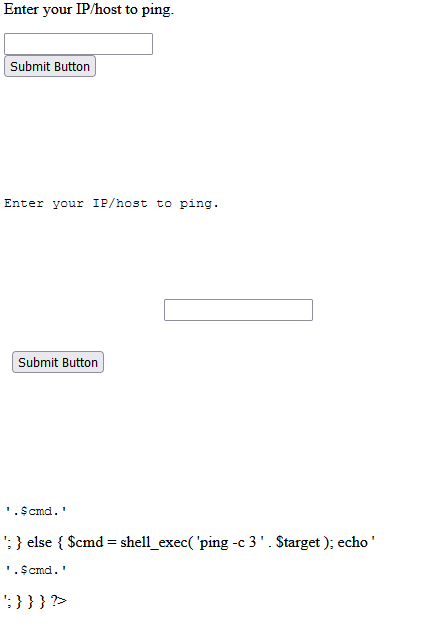 Enter your IP/host to ping.
Submit Button
Enter your IP/host to ping.
Submit Button
'.$cmd.'
'; } else { $cmd = shell_exec( 'ping -c 3 ' . $target ); echo '
'.$cmd.'
'; } } } ?>